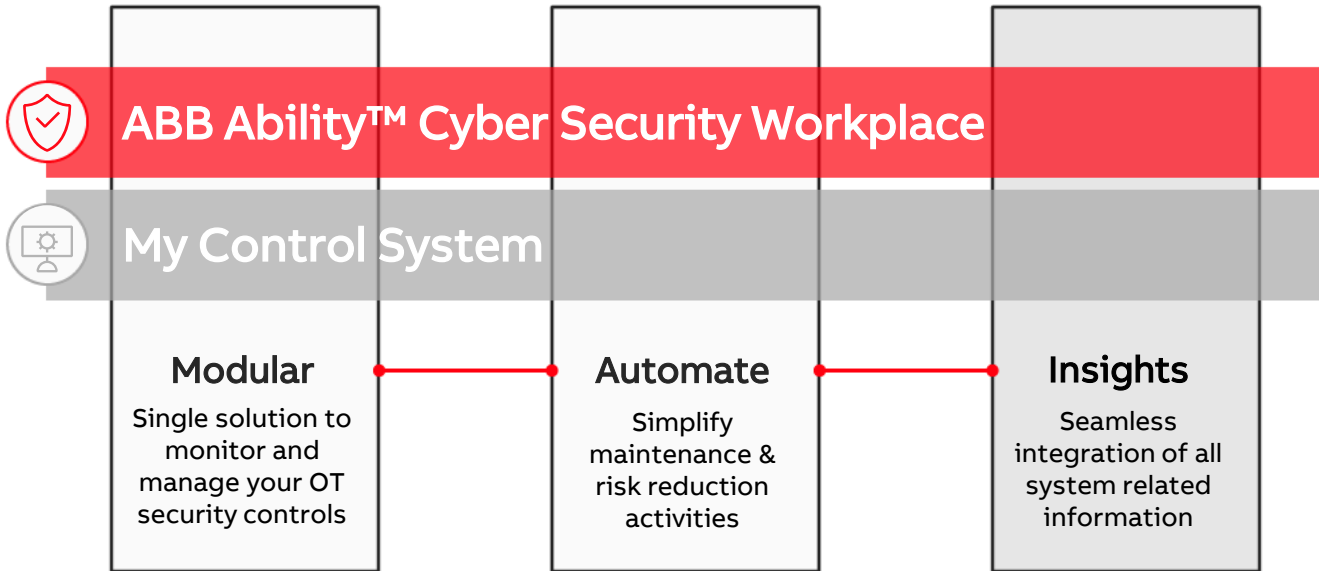 ABB Ability™ Cyber Security Workplace
My Control System
Modular
Single solution to
monitor and
manage your OT
security controls
Automate
Simplify
maintenance &
risk reduction
activities
Insights
Seamless
integration of all
system related
information